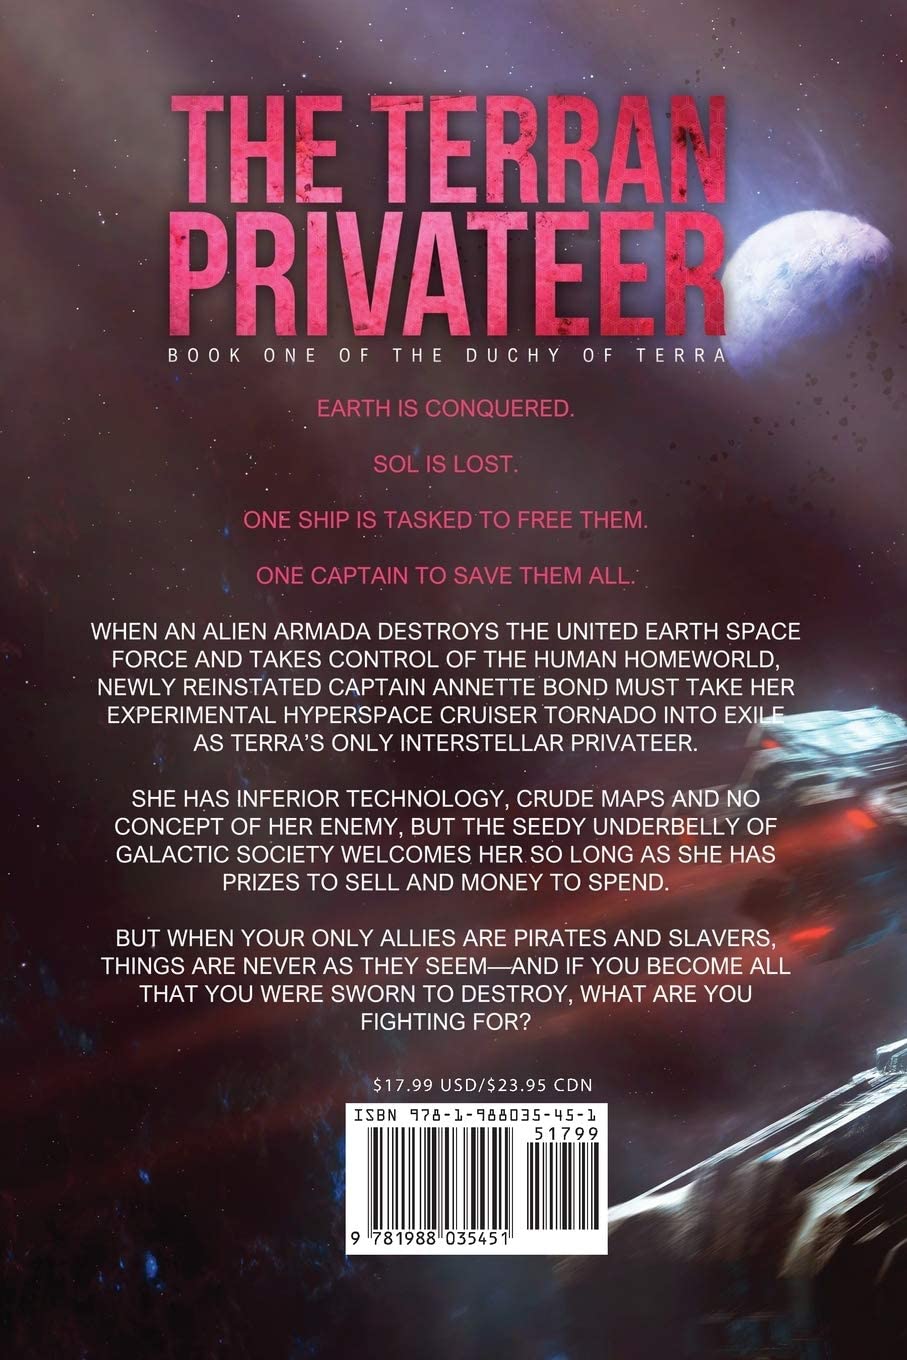 THE TERRAN
PRIVATEER
BOOK ONE OF THE DUCHY OF TERRA
EARTH IS CONQUERED.
SOL IS LOST.
ONE SHIP IS TASKED TO FREE THEM.
ONE CAPTAIN TO SAVE THEM ALL.
WHEN AN ALIEN ARMADA DESTROYS THE UNITED EARTH SPACE
FORCE AND TAKES CONTROL OF THE HUMAN HOMEWORLD,
NEWLY REINSTATED CAPTAIN ANNETTE BOND MUST TAKE HER
EXPERIMENTAL HYPERSPACE CRUISER TORNADO INTO EXILE
AS TERRA’S ONLY INTERSTELLAR PRIVATEER.
SHE HAS INFERIOR TECHNOLOGY, CRUDE MAPS AND NO
CONCEPT OF HER ENEMY, BUT THE SEEDY UNDERBELLY OF
GALACTIC SOCIETY WELCOMES HER SO LONG AS SHE HAS
PRIZES TO SELL AND MONEY TO SPEND.
BUT WHEN YOUR ONLY ALLIES ARE PIRATES AND SLAVERS,
THINGS ARE NEVER AS THEY SEEM—AND IF YOU BECOME ALL
THAT YOU WERE SWORN TO DESTROY, WHAT ARE YOU
FIGHTING FOR?
$17.99 USD/$23.95 CDN
ISBN 978-1-988035-45-1
51799
9 781988 035451